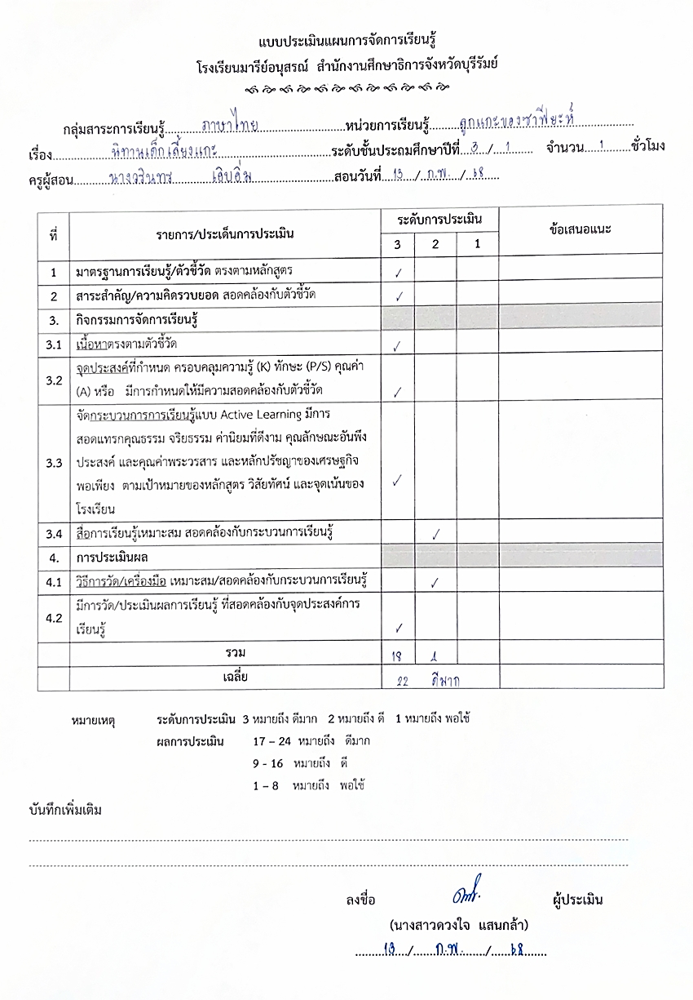 แบบประเมินแผนการจัดการเรียนรู้
โรงเรียนมารีย์อนุสรณ์ สำนักงานศึกษาธิการจังหวัดบุรีรัมย์
กลุ่มสาระการเรียนรู้ ภาษาไทย หน่วยการเรียนรู้ ลูกแกะของซาฟียะห์
เรื่อง นิทานเด็กเลี้ยงแกะ ระดับชั้นประถมศึกษาปีที่ 3 / 1 จำนวน 1 ชั่วโมง
ครูผู้สอน นางวรินทร เอิบอิ่ม สอนวันที่ 13 / ก.พ. / 68
ที่ รายการ/ประเด็นการประเมิน ระดับการประเมิน ข้อเสนอแนะ
3 2 1
1 มาตรฐานการเรียนรู้/ตัวชี้วัด ตรงตามหลักสูตร ✓
2 สาระสำคัญ/ความคิดรวบยอด สอดคล้องกับตัวชี้วัด ✓
3. กิจกรรมการจัดการเรียนรู้
3.1 เนื้อหาตรงตามตัวชี้วัด ✓
3.2 จุดประสงค์ที่กำหนด ครอบคลุมความรู้ (K) ทักษะ (P/S) คุณค่า
(A) หรือ มีการกำหนดให้มีความสอดคล้องกับตัวชี้วัด ✓
3.3 จัดกระบวนการการเรียนรู้แบบ Active Learning มีการ
สอดแทรกคุณธรรม จริยธรรม ค่านิยมที่ดีงาม คุณลักษณะอันพึง
ประสงค์ และคุณค่าพระวรสาร และหลักปรัชญาของเศรษฐกิจ
พอเพียง ตามเป้าหมายของหลักสูตร วิสัยทัศน์ และจุดเน้นของ ✓
โรงเรียน
3.4 สื่อการเรียนรู้เหมาะสม สอดคล้องกับกระบวนการเรียนรู้ ✓
4. การประเมินผล
4.1 วิธีการวัด/เครื่องมือ เหมาะสม/สอดคล้องกับกระบวนการเรียนรู้ ✓
4.2 มีการวัด/ประเมินผลการเรียนรู้ ที่สอดคล้องกับจุดประสงค์การ
เรียนรู้ ✓
รวม 18
เฉลี่ย 22 ดีมาก
หมายเหตุ ระดับการประเมิน 3 หมายถึง ดีมาก 2 หมายถึง ดี 1 หมายถึง พอใช้
ผลการประเมิน 17 – 24 หมายถึง ดีมาก
9 - 16 หมายถึง ดี
1 – 8 หมายถึง พอใช้
บันทึกเพิ่มเติม
ลงชื่อ ผู้ประเมิน
(นางสาวดวงใจ แสนกล้า)
13 / ก.พ. / 68